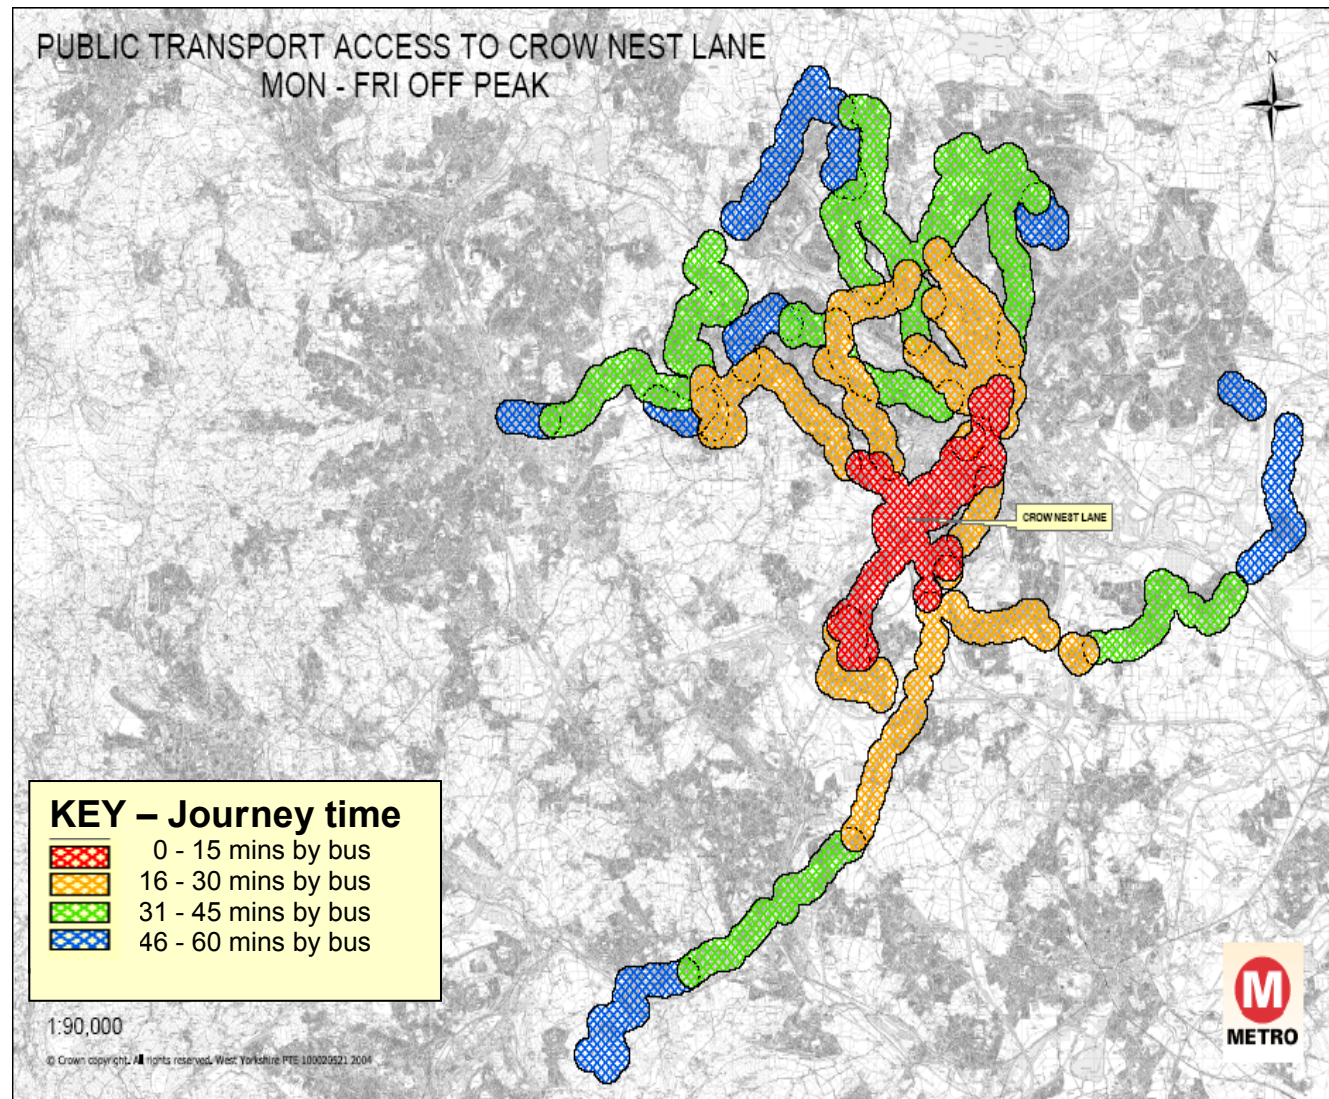 PUBLIC TRANSPORT ACCESS TO CROW NEST LANE
MON - FRI OFF PEAK
N
CROW NEST LANE
KEY – Journey time
0 - 15 mins by bus
16 - 30 mins by bus
31 - 45 mins by bus
46 - 60 mins by bus
1:90,000
© Crown copyright. All rights reserved. West Yorkshire PTE 100020521 2004
M
METRO